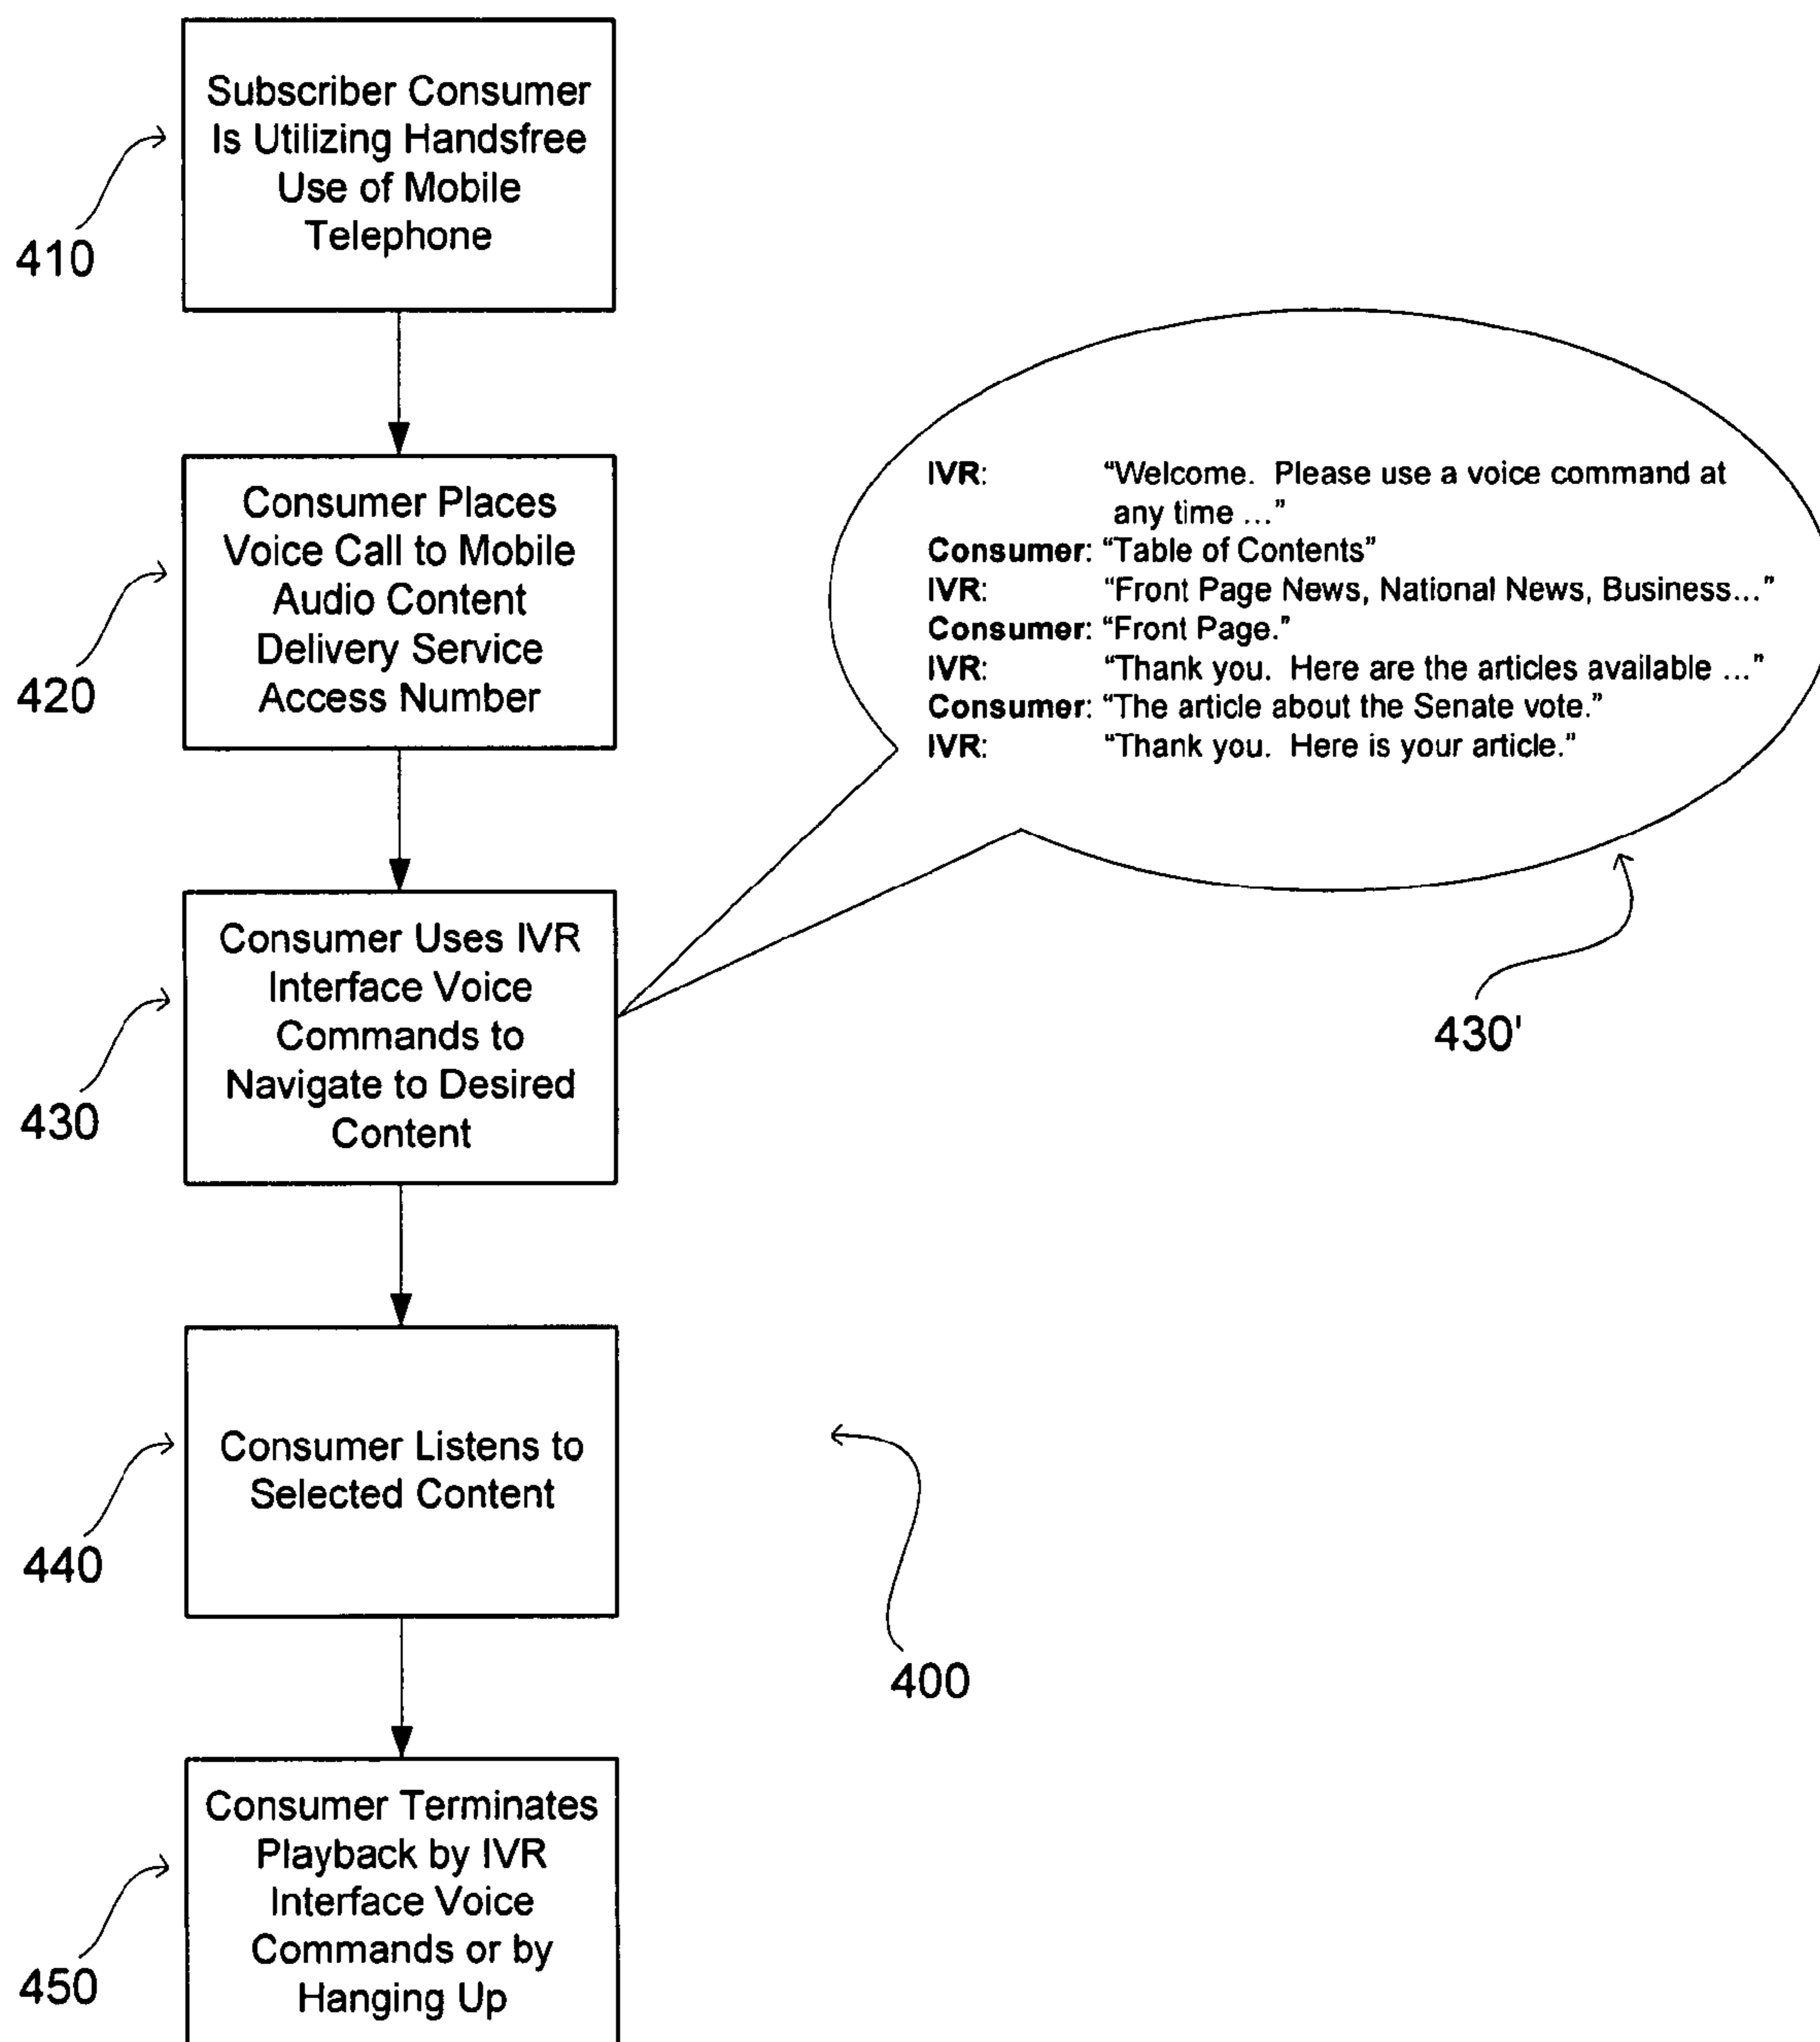 Subscriber Consumer
Is Utilizing Handsfree
Use of Mobile
Telephone
410
Consumer Places
Voice Call to Mobile
Audio Content
Delivery Service
Access Number
420
IVR: “Welcome. Please use a voice command at
any time ...”
Consumer: “Table of Contents”
IVR: “Front Page News, National News, Business...”
Consumer: “Front Page.”
IVR: “Thank you. Here are the articles available ...”
Consumer: “The article about the Senate vote.”
IVR: “Thank you. Here is your article.”
430'
Consumer Uses IVR
Interface Voice
Commands to
Navigate to Desired
Content
430
Consumer Listens to
Selected Content
440
400
Consumer Terminates
Playback by IVR
Interface Voice
Commands or by
Hanging Up
450